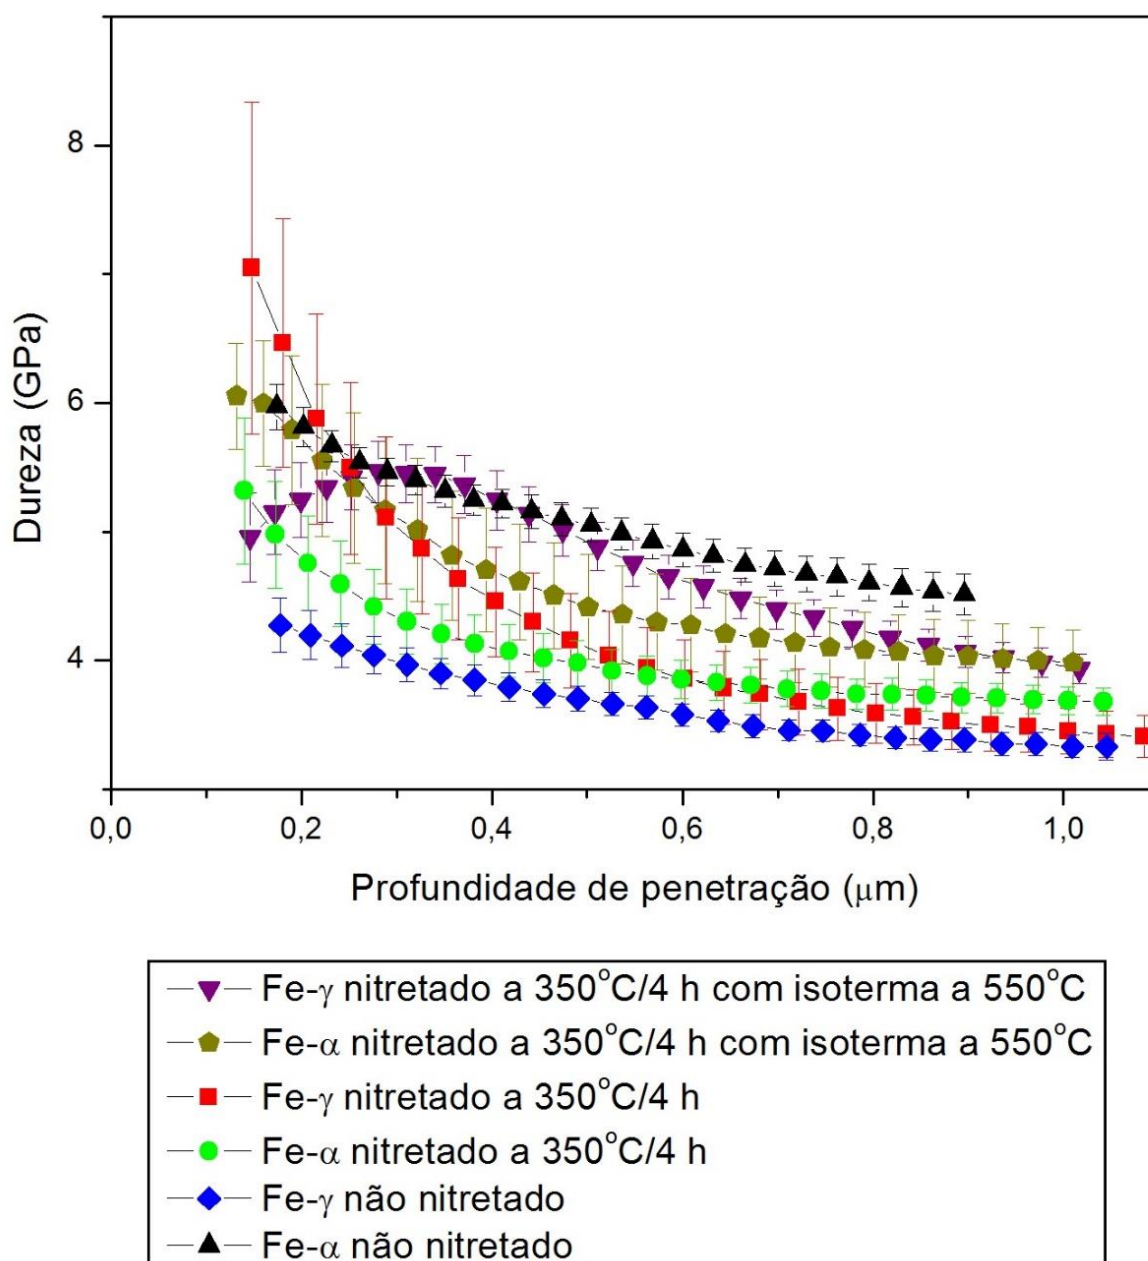 8
6
4
Dureza (GPa)
0,0 0,2 0,4 0,6 0,8 1,0
Profundidade de penetração (μm)
Fe-γ nitretado a 350°C/4 h com isoterma a 550°C
Fe-α nitretado a 350°C/4 h com isoterma a 550°C
Fe-γ nitretado a 350°C/4 h
Fe-α nitretado a 350°C/4 h
Fe-γ não nitretado
Fe-α não nitretado